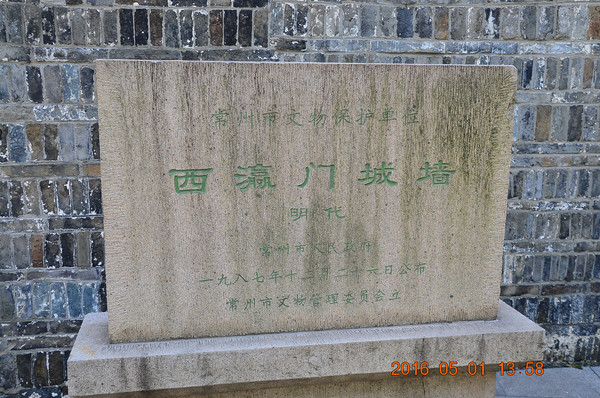 常州市文物保护单位
西瀛门城墙
明代
常州市人民政府
一九八七年十二月二十六日公布
常州市文物管理委员会立
2016 05 01 13:58